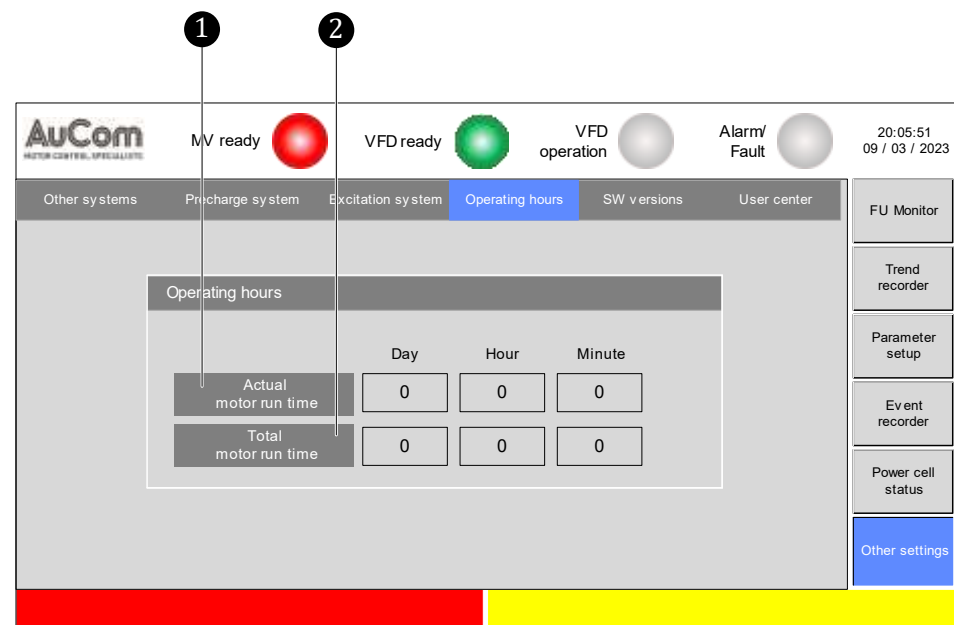 1 2
AuCom
MOTOR CONTROL SPECIALISTS
MV ready
VFD ready
VFD
operation
Alarm/
Fault
20:05:51
09 / 03 / 2023
Other systems
Precharge system
Excitation system
Operating hours
SW versions
User center
FU Monitor
Trend
recorder
Parameter
setup
Event
recorder
Power cell
status
Other settings
Operating hours
Day Hour Minute
Actual
motor run time
0 0 0
Total
motor run time
0 0 0